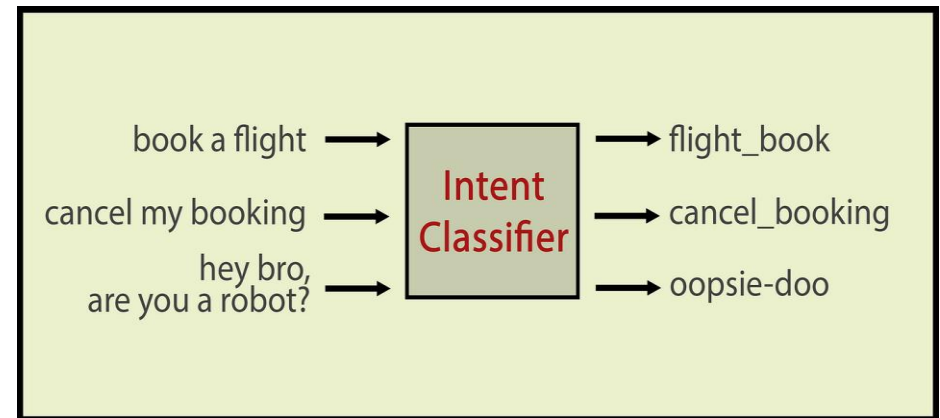 book a flight
flight_book
Intent
Classifier
cancel my booking
cancel_booking
hey bro,
are you a robot?
oopsie-doo